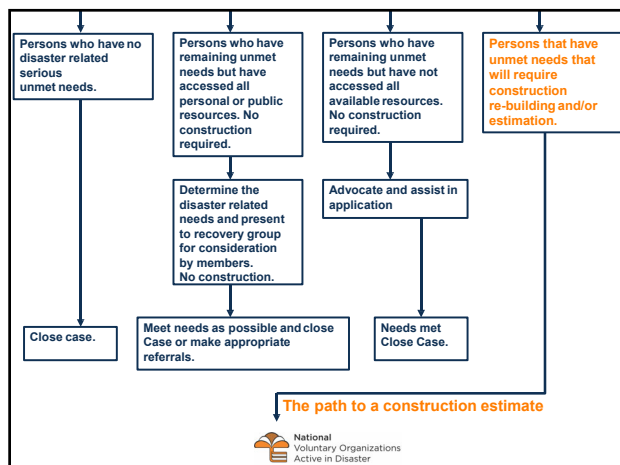 Persons who have no
disaster related
serious
unmet needs.
Persons who have
remaining unmet
needs but have
accessed all
personal or public
resources. No
construction
required.
Persons who have
remaining unmet
needs but have not
accessed all
available resources.
No construction
required.
Persons that have
unmet needs that
will require
construction
re-building and/or
estimation.
Determine the
disaster related
needs and present
to recovery group
for consideration
by members.
No construction.
Advocate and assist in
application
Close case.
Meet needs as possible and close
Case or make appropriate
referrals.
Needs met
Close Case.
The path to a construction estimate
National
Voluntary Organizations
Active in Disaster